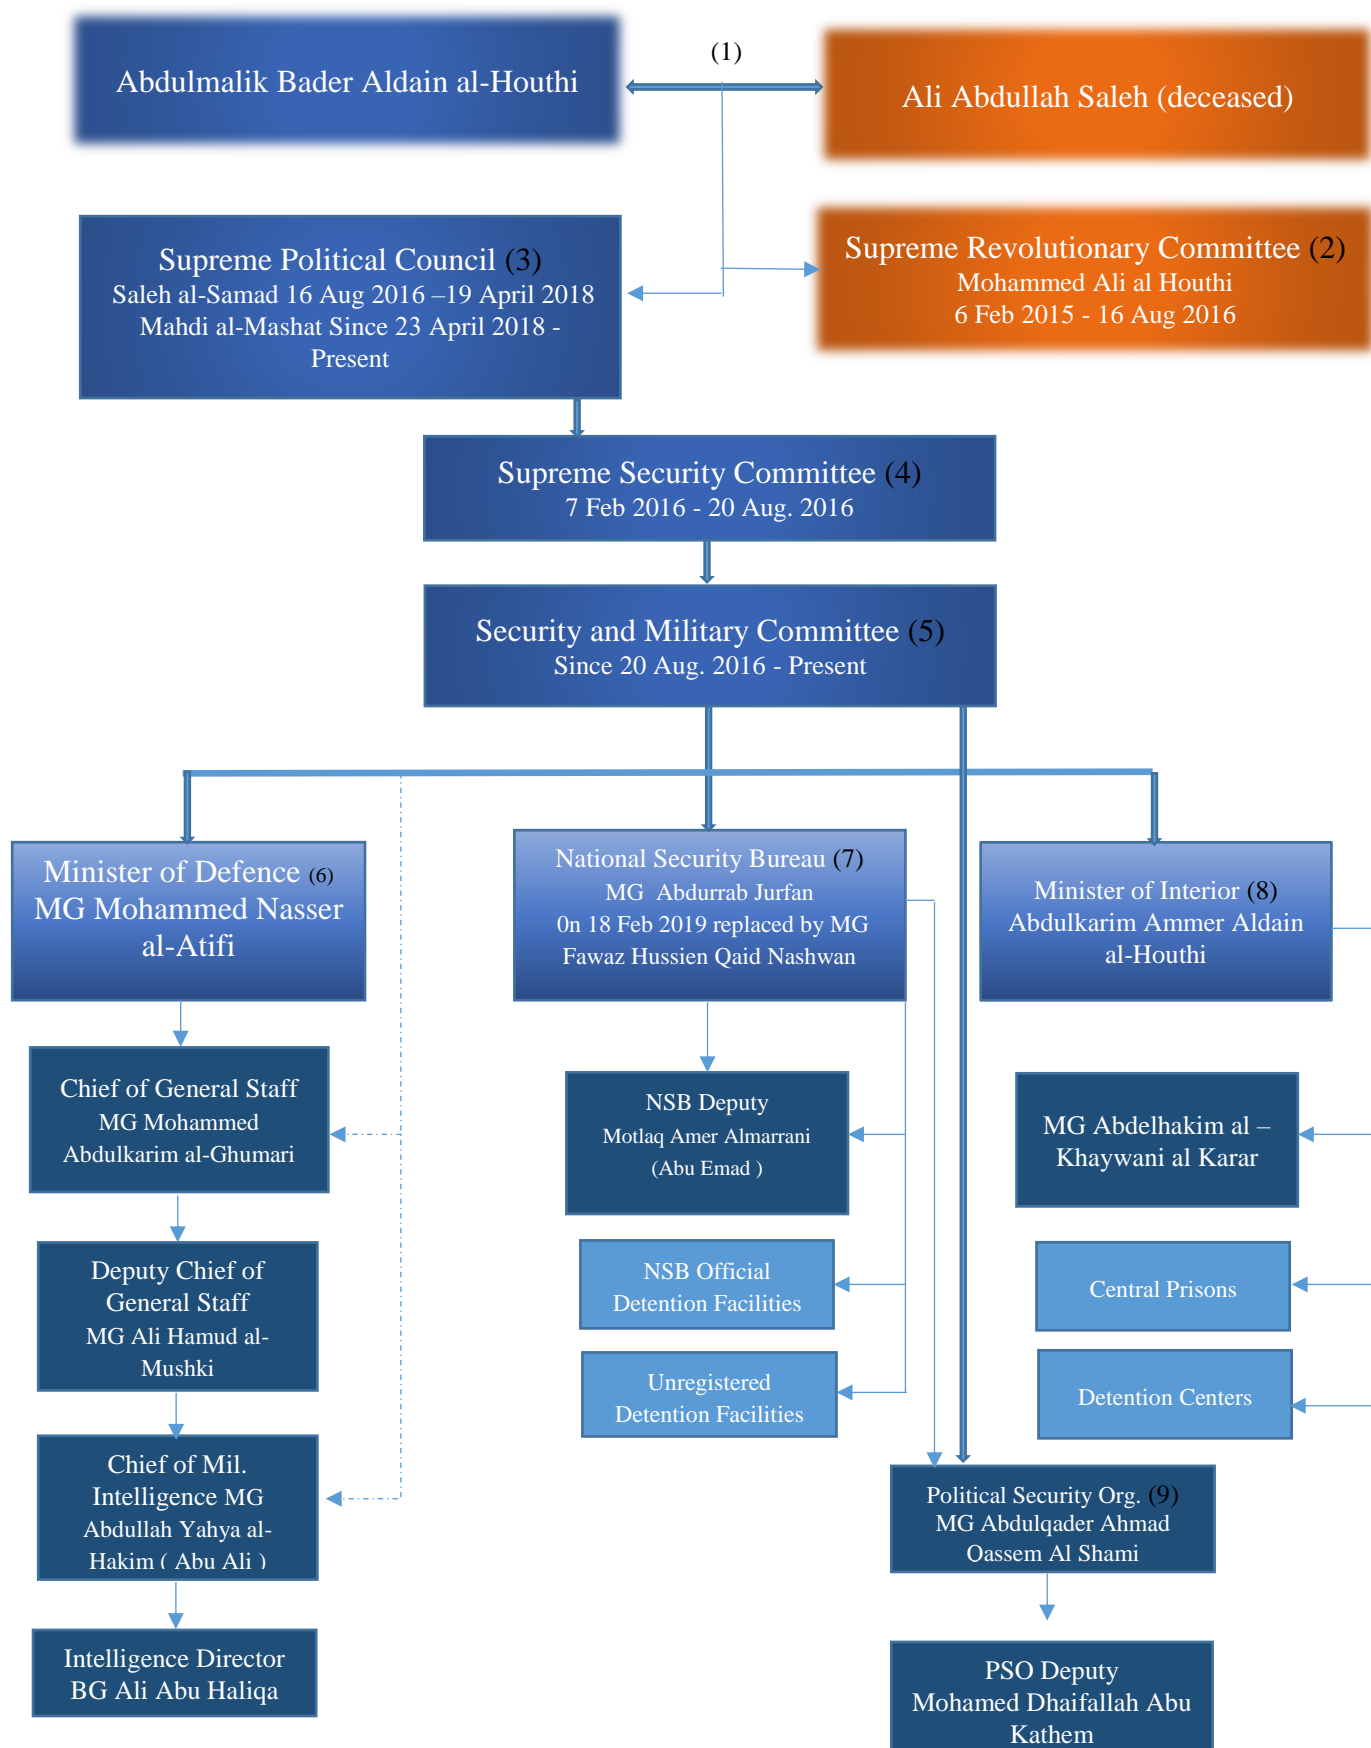 (1)
Abdulmalik Bader Aldain al-Houthi
Ali Abdullah Saleh (deceased)
Supreme Political Council (3)
Saleh al-Samad 16 Aug 2016 –19 April 2018
Mahdi al-Mashat Since 23 April 2018 -
Present
Supreme Revolutionary Committee (2)
Mohammed Ali al Houthi
6 Feb 2015 - 16 Aug 2016
Supreme Security Committee (4)
7 Feb 2016 - 20 Aug. 2016
Security and Military Committee (5)
Since 20 Aug. 2016 - Present
Minister of Defence (6)
MG Mohammed Nasser
al-Atifi
National Security Bureau (7)
MG Abdurrab Jurfan
0n 18 Feb 2019 replaced by MG
Fawaz Hussien Qaid Nashwan
Minister of Interior (8)
Abdulkarim Ammer Aldain
al-Houthi
Chief of General Staff
MG Mohammed
Abdulkarim al-Ghumari
NSB Deputy
Motlaq Amer Almarrani
(Abu Emad )
MG Abdelhakim al –
Khaywani al Karar
Deputy Chief of
General Staff
MG Ali Hamud al-
Mushki
NSB Official
Detention Facilities
Central Prisons
Unregistered
Detention Facilities
Detention Centers
Chief of Mil.
Intelligence MG
Abdullah Yahya al-
Hakim ( Abu Ali )
Political Security Org. (9)
MG Abdulqader Ahmad
Qassem Al Shami
Intelligence Director
BG Ali Abu Haliqa
PSO Deputy
Mohamed Dhaifallah Abu
Kathem